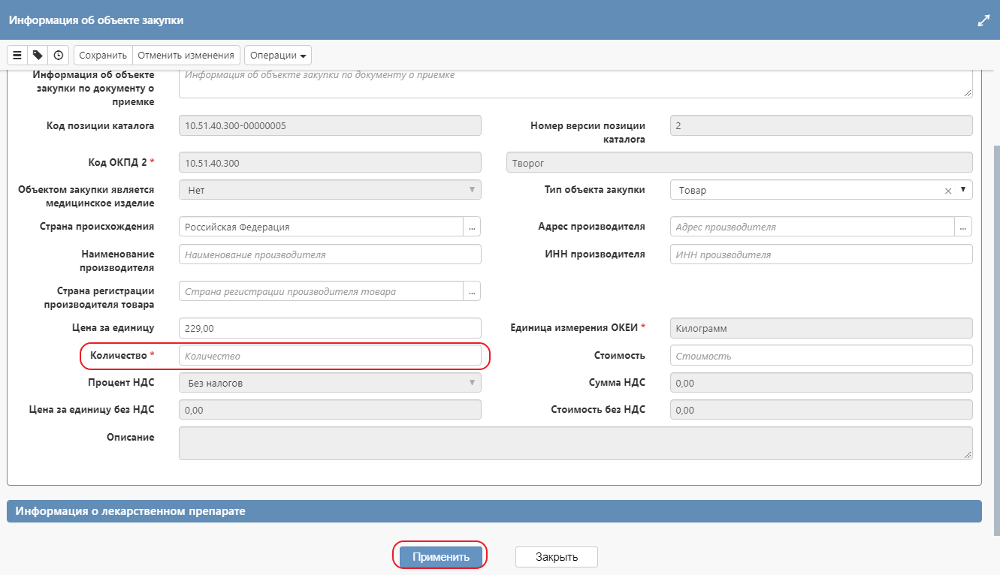 Информация об объекте закупки
Сохранить Отменить изменения Операции
Информация об объекте закупки по документу о приемке Информация об объекте закупки по документу о приемке
Код позиции каталога 10.51.40.300-00000005 Номер версии позиции каталога 2
Код ОКПД 2 * 10.51.40.300 Творог
Объектом закупки является медицинское изделие Нет Тип объекта закупки Товар
Страна происхождения Российская Федерация ... Адрес производителя Адрес производителя ...
Наименование производителя Наименование производителя ИНН производителя ИНН производителя
Страна регистрации производителя товара Страна регистрации производителя товара ...
Цена за единицу 229,00 Единица измерения ОКЕИ * Килограмм
Количество * Количество Стоимость Стоимость
Процент НДС Без налогов Сумма НДС 0,00
Цена за единицу без НДС 0,00 Стоимость без НДС 0,00
Описание
Информация о лекарственном препарате
Применить Закрыть